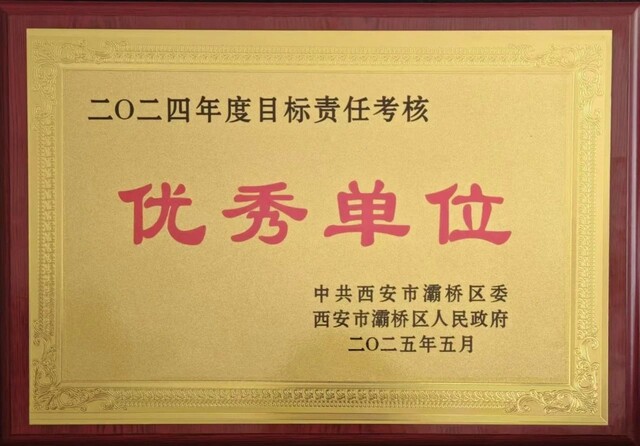 二〇二四年度目标责任考核
优秀单位
中共西安市灞桥区委
西安市灞桥区人民政府
二〇二五年五月